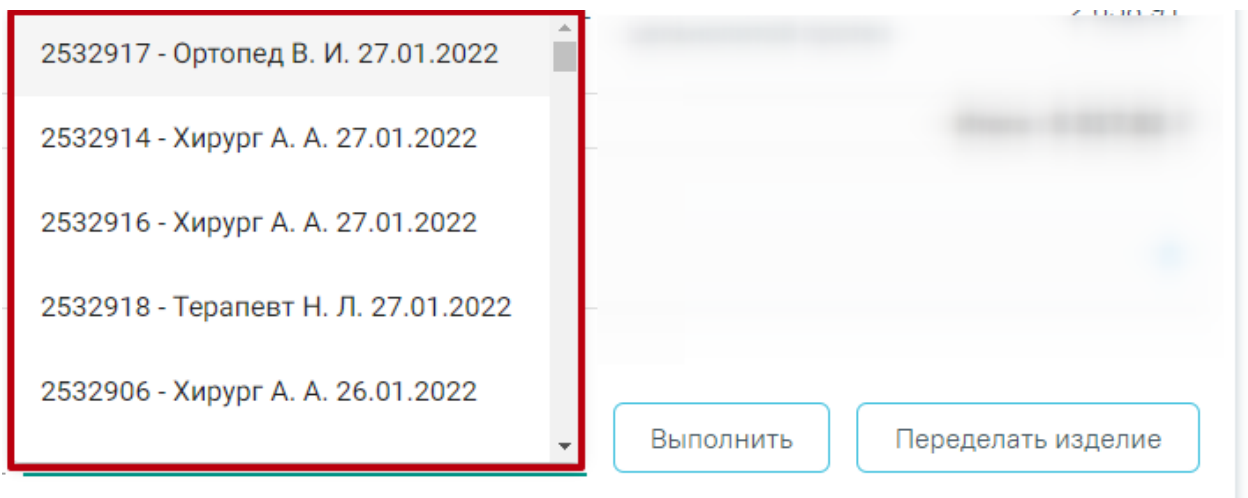 2532917 - Ортопед В. И. 27.01.2022
2532914 - Хирург А. А. 27.01.2022
2532916 - Хирург А. А. 27.01.2022
2532918 - Терапевт Н. Л. 27.01.2022
2532906 - Хирург А. А. 26.01.2022
Выполнить
Переделать изделие